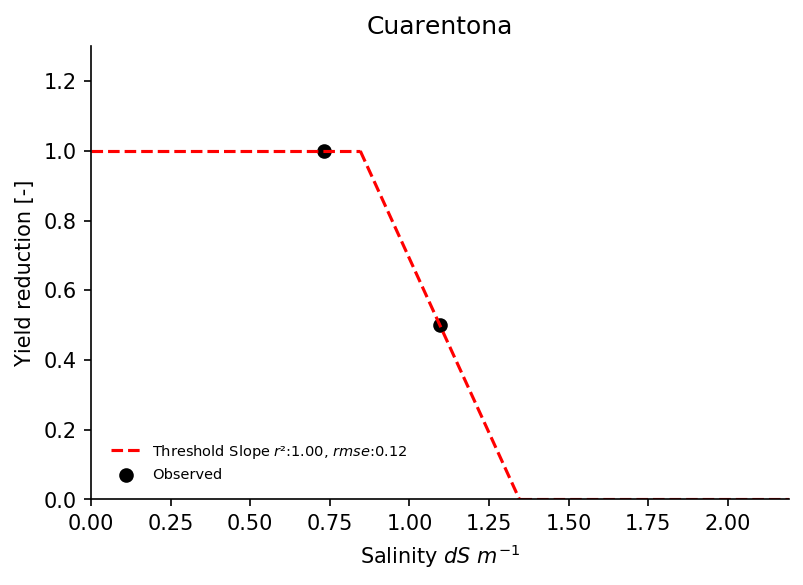 Cuarentona
Yield reduction [-]
1.2
1.0
0.8
0.6
0.4
0.2
0.0
Threshold Slope r²:1.00, rmse:0.12
Observed
0.00 0.25 0.50 0.75 1.00 1.25 1.50 1.75 2.00
Salinity dS m⁻¹